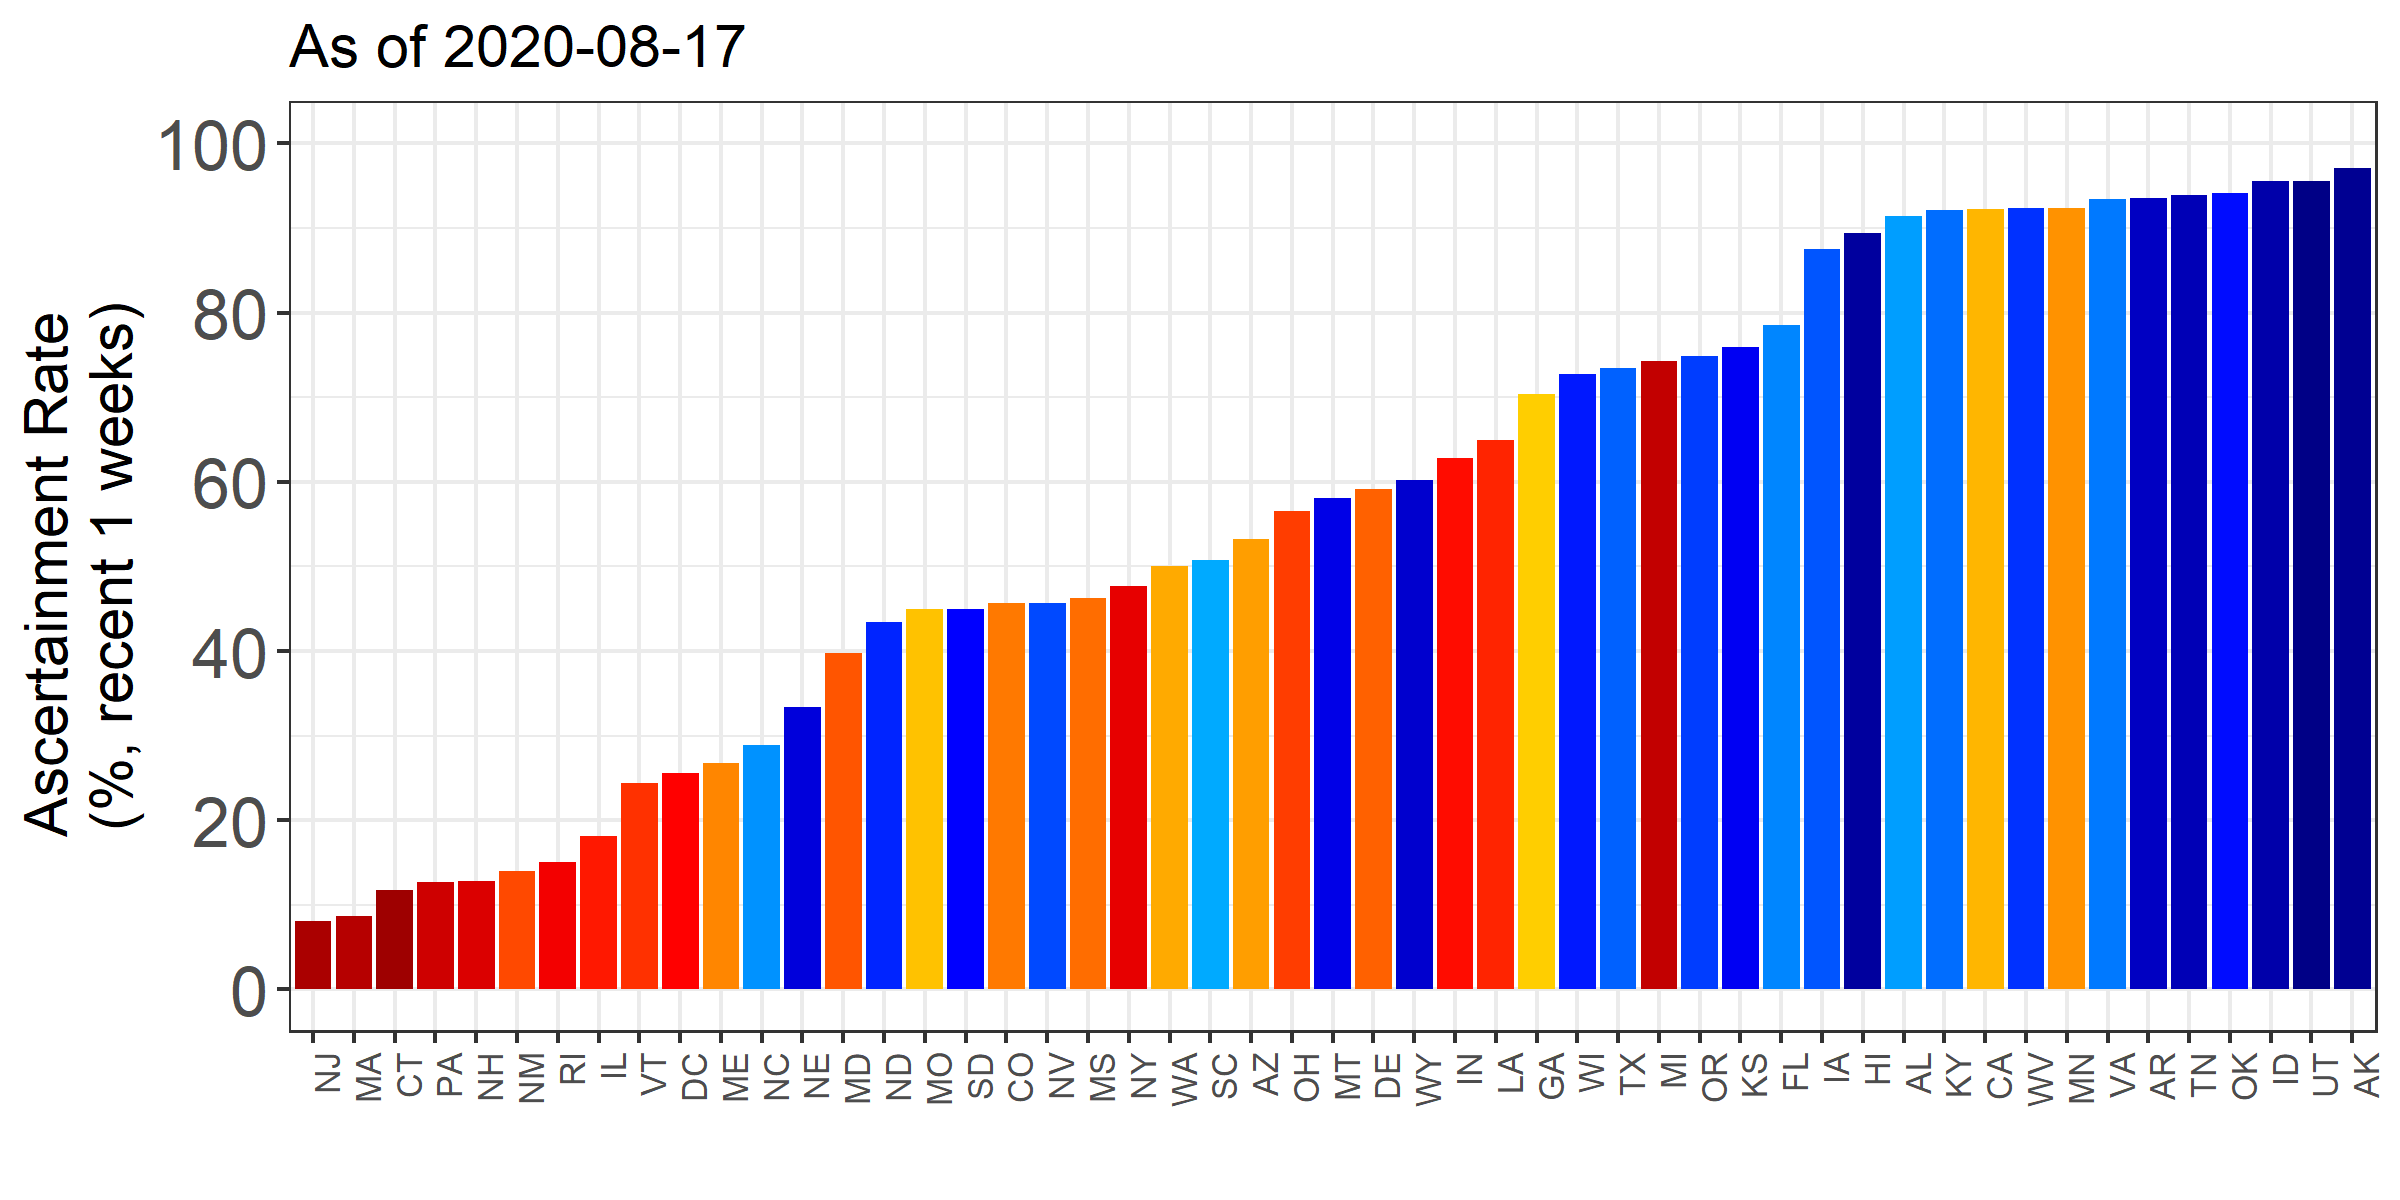 As of 2020-08-17
Ascertainment Rate
(%, recent 1 weeks)
100
80
60
40
20
0
NJ MA CT PA NH NM RI IL VT DC ME NC NE MD ND MO SD CO NV MS NY WA SC AZ OH MT DE WY IN LA GA WI TX MI OR KS FL IA HI AL KY CA WV MN VA AR TN OK ID UT AK